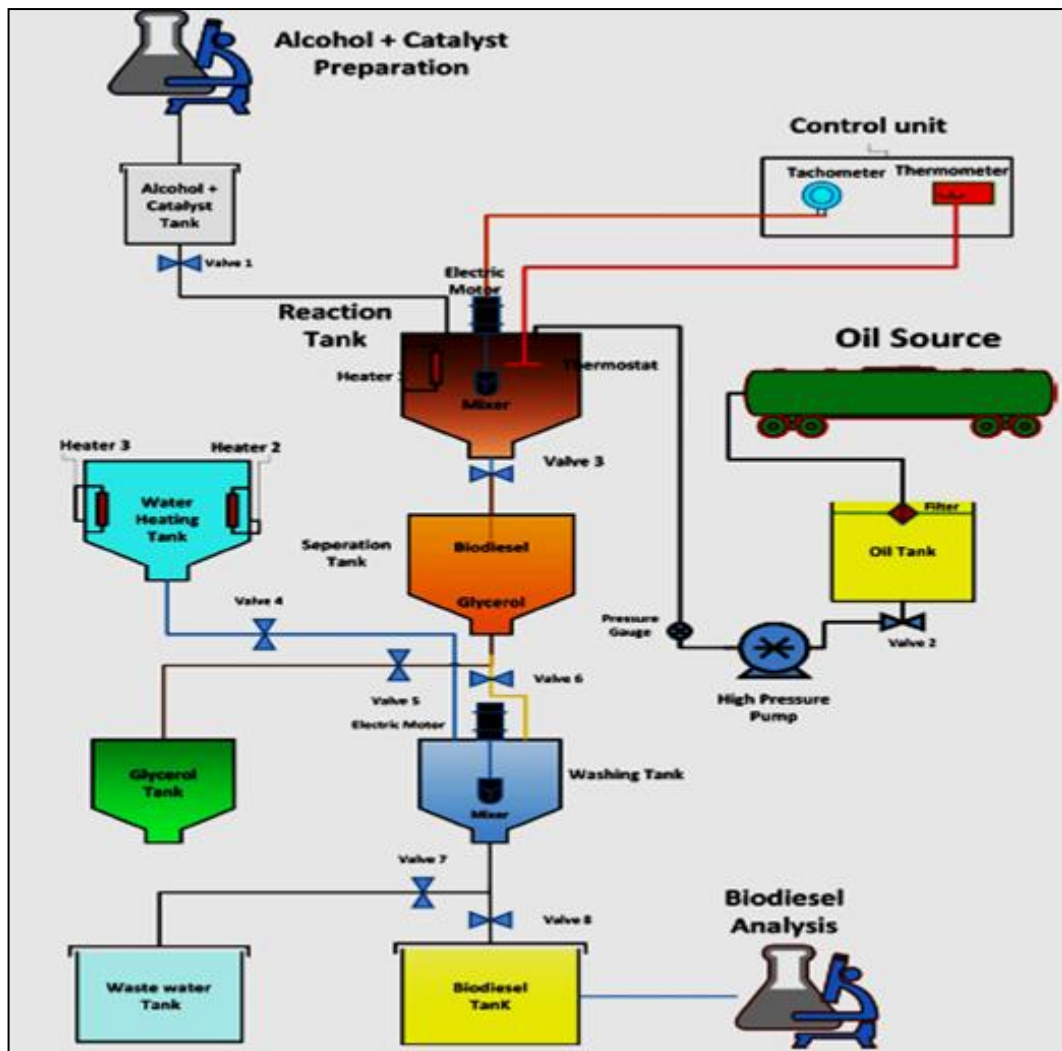 Alcohol + Catalyst
Preparation
Control unit
Tachometer
Thermometer
Alcohol +
Catalyst
Tank
Valve 1
Electric
Motor
Reaction
Tank
Oil Source
Heater
Thermostat
Mixer
Heater 3
Heater 2
Valve 3
Water
Heating
Tank
Filter
Seperation
Tank
Biodiesel
Oil Tank
Glycerol
Valve 4
Pressure
Gauge
Valve 2
Valve 5
Valve 6
High Pressure
Pump
Electric Motor
Glycerol
Tank
Washing Tank
Mixer
Valve 7
Valve 8
Biodiesel
Analysis
Waste water
Tank
Biodiesel
TanK